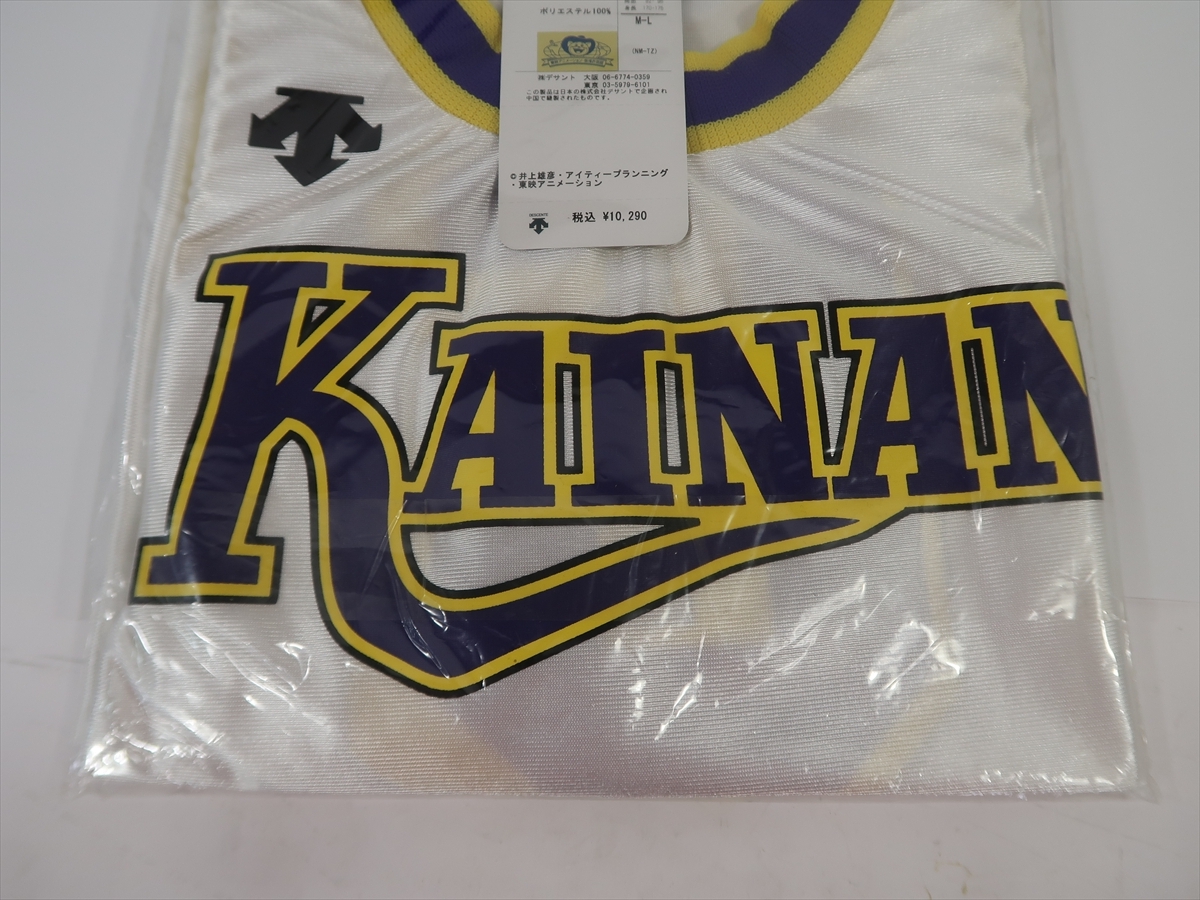 ポリエステル100%
M-L
(NM-TZ)
㈱デサント 大阪 06-6774-0359
東京 03-5979-6101
この製品は日本の株式会社デサントで企画され
中国で縫製されたものです。
©井上雄彦・アイティープランニング
・東映アニメーション
DESCENTE
税込 ¥10,290
KAINAN